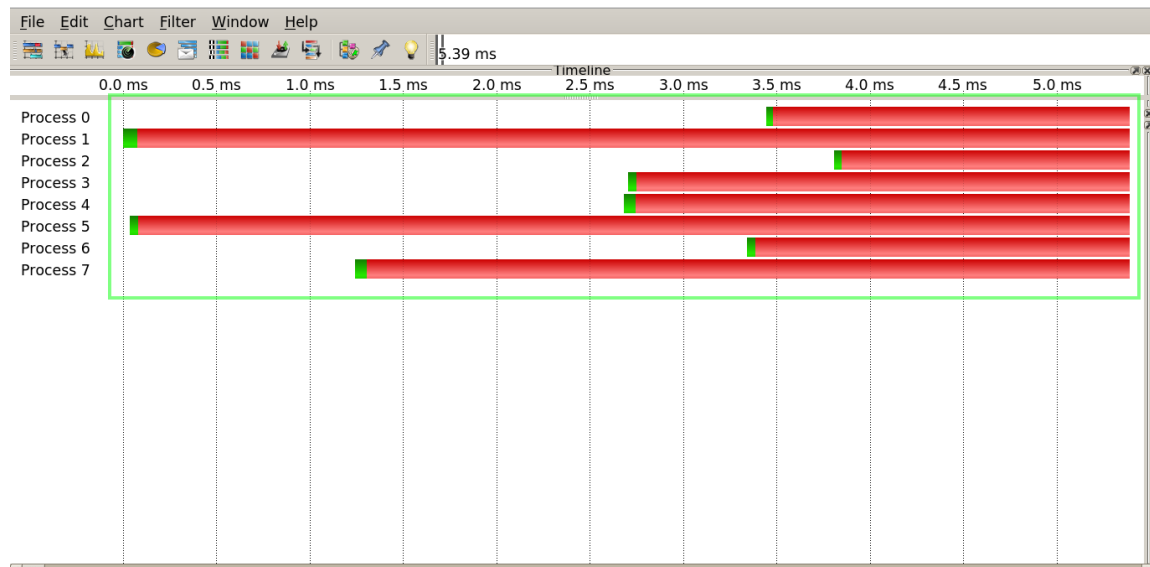 File Edit Chart Filter Window Help
5.39 ms
Timeline
0.0 ms 0.5 ms 1.0 ms 1.5 ms 2.0 ms 2.5 ms 3.0 ms 3.5 ms 4.0 ms 4.5 ms 5.0 ms
Process 0
Process 1
Process 2
Process 3
Process 4
Process 5
Process 6
Process 7